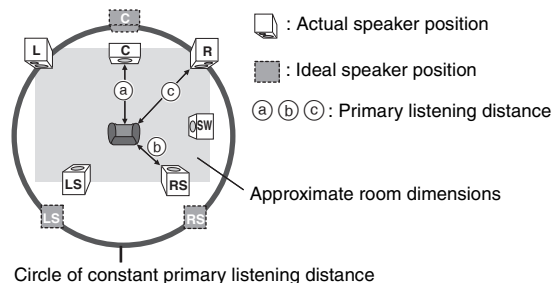 C
L
C
R
: Actual speaker position
: Ideal speaker position
a b c : Primary listening distance
a
c
SW
b
LS
RS
Approximate room dimensions
LS
RS
Circle of constant primary listening distance